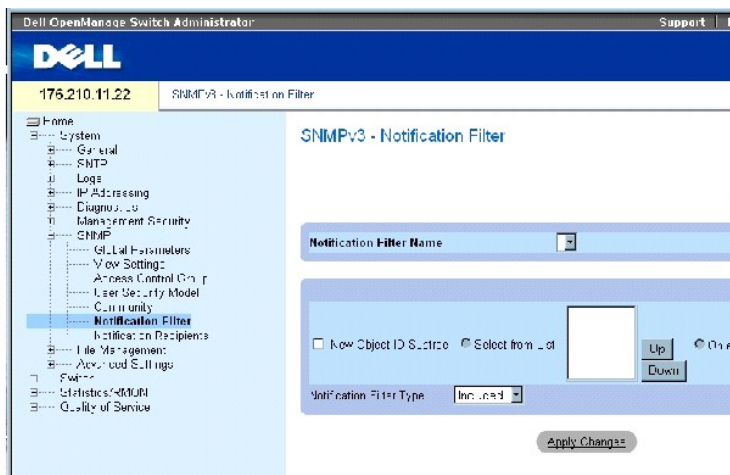 Dell OpenManage Switch Administrator
Support
DELL
176.210.11.22
SNMPv3 - Notification Filter
Home
System
General
SNTP
Logs
IP Addressing
Diagnostics
Management Security
SNMP
Global Parameters
View Settings
Access Control Group
User Security Model
Community
Notification Filter
Notification Recipients
File Management
Advanced Settings
Switch
Statistics/RMON
Quality of Service
SNMPv3 - Notification Filter
Notification Filter Name
New Object ID Subtree
Select from List
Up
Down
Notification Filter Type
Included
Apply Changes